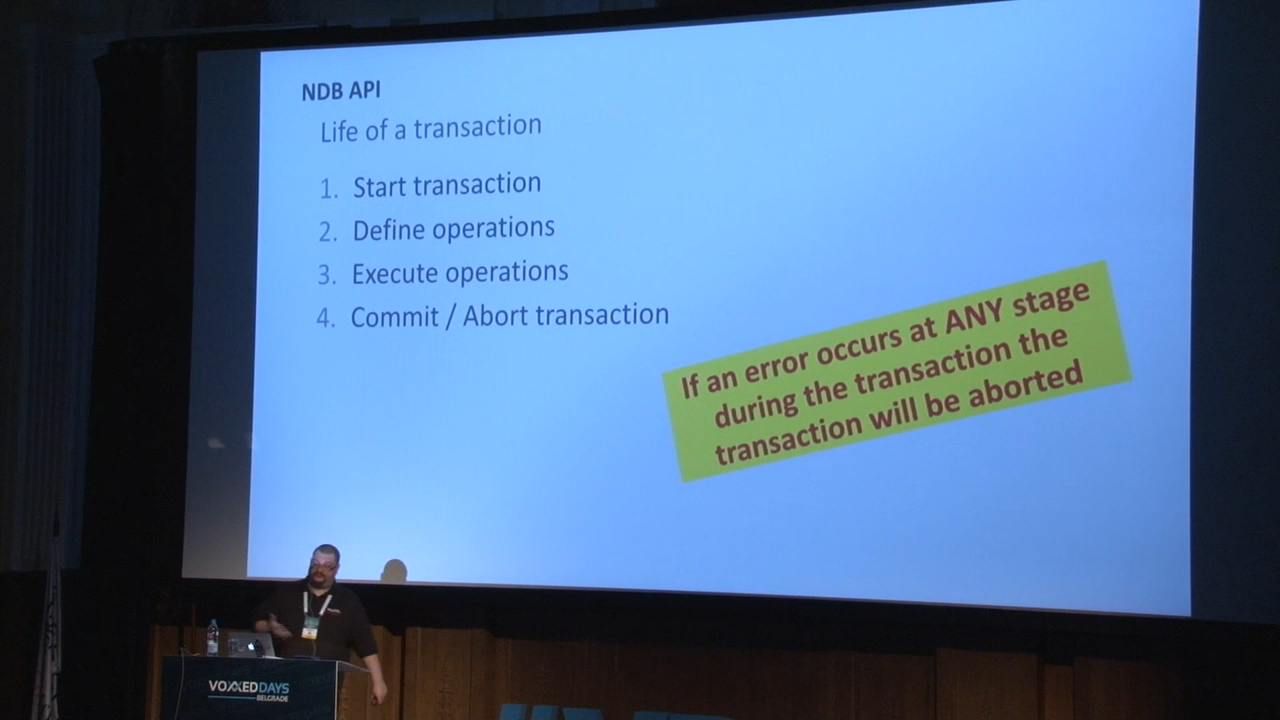 NDB API
Life of a transaction
1. Start transaction
2. Define operations
3. Execute operations
4. Commit / Abort transaction
If an error occurs at ANY stage
during the transaction the
transaction will be aborted
VOXXEDDAYS
BELGRADE